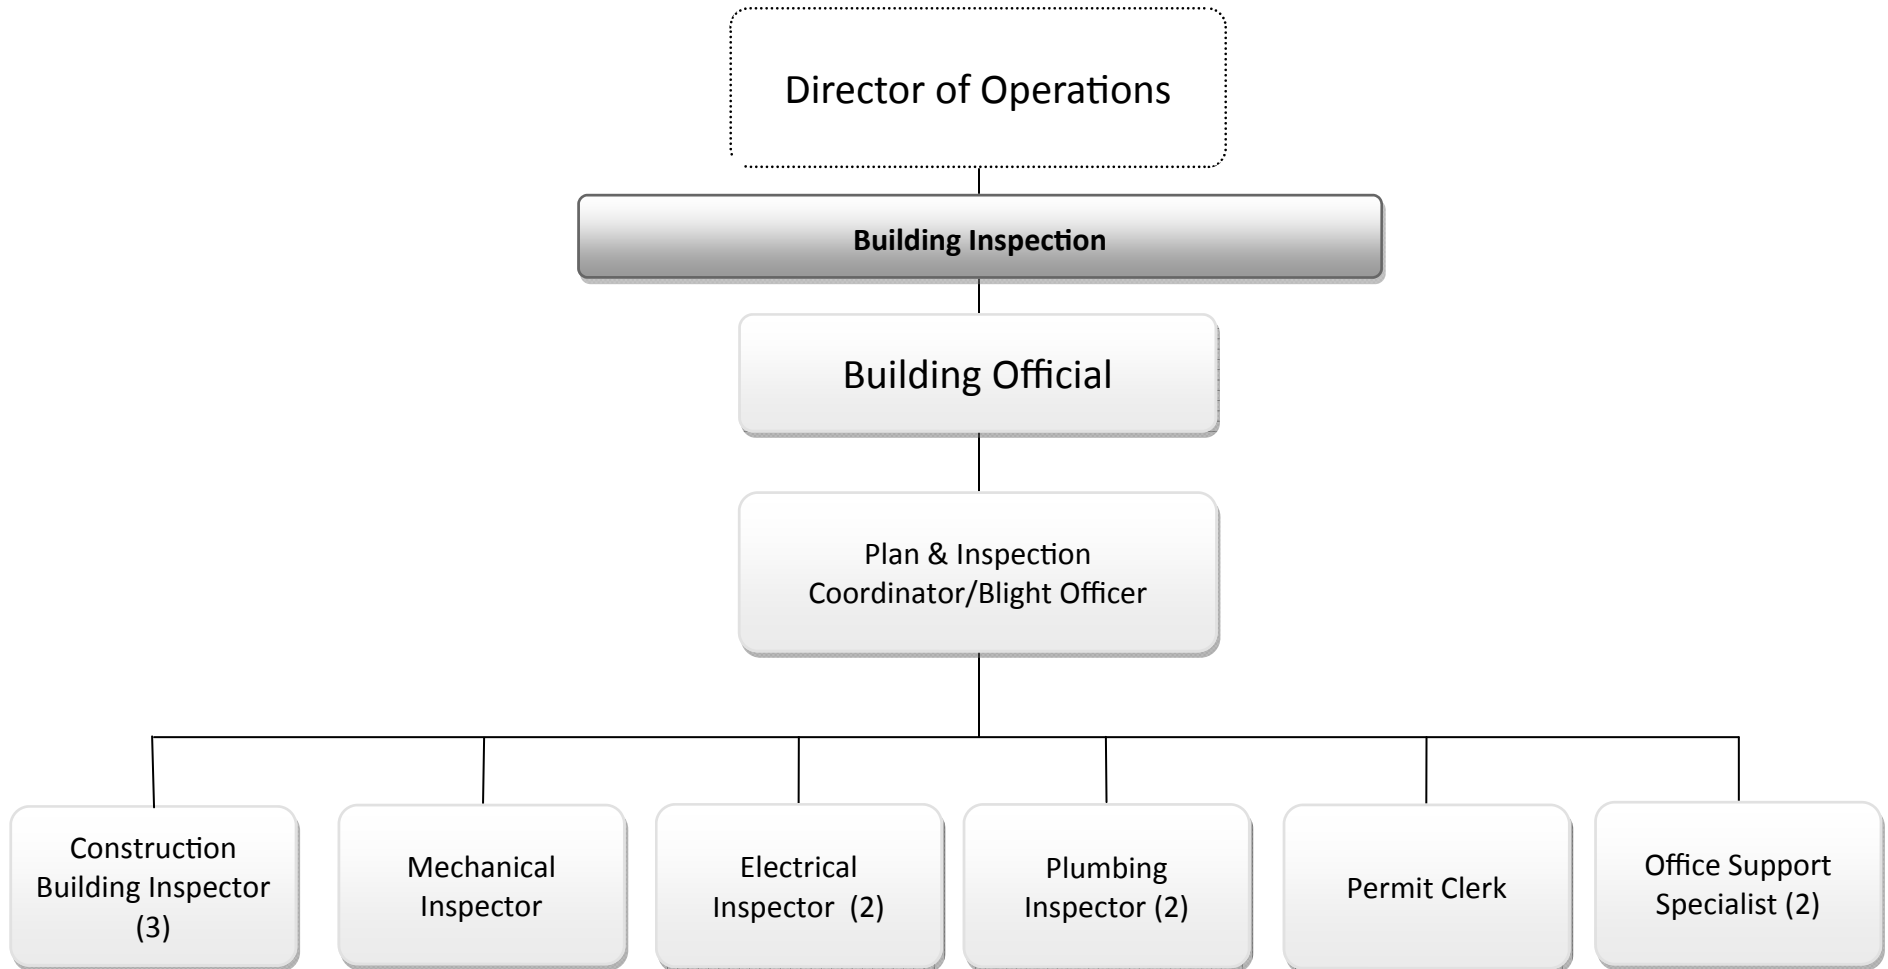 Director of Operations
Building Inspection
Building Official
Plan & Inspection
Coordinator/Blight Officer
Construction
Building Inspector
(3)
Mechanical
Inspector
Electrical
Inspector (2)
Plumbing
Inspector (2)
Permit Clerk
Office Support
Specialist (2)